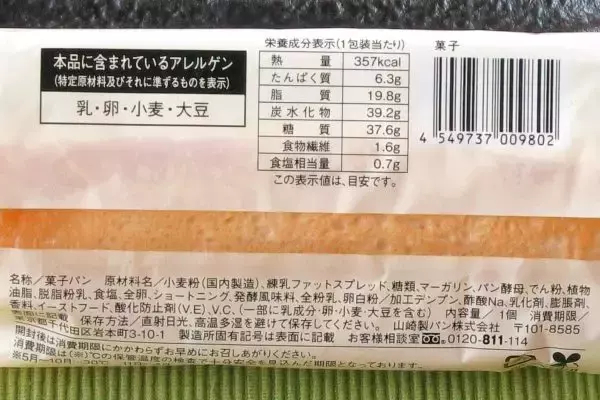 本品に含まれているアレルゲン
(特定原材料及びそれに準ずるものを表示)
乳・卵・小麦・大豆
栄養成分表示(1包装当たり)
熱量 357kcal
たんぱく質 6.3g
脂質 19.8g
炭水化物 39.2g
糖質 37.6g
食物繊維 1.6g
食塩相当量 0.7g
この表示値は、目安です。
菓子
4 549737 009802
名称/菓子パン 原材料名/小麦粉(国内製造)、練乳ファットスプレッド、糖類、マーガリン、パン酵母、でん粉、植物
油脂、脱脂粉乳、食塩、全卵、ショートニング、発酵風味料、全粉乳、卵白粉/加工デンプン、酢酸Na、乳化剤、膨脹剤、
香料、イーストフード、酸化防止剤(V.E)、V.C、(一部に乳成分・卵・小麦・大豆を含む) 内容量/1個 消費期限/
表面に記載 保存方法/直射日光、高温多湿を避けて保存してください。 山崎製パン株式会社 〒101-8585
都千代田区岩本町3-10-1 製造所固有記号は表面に記載 お客様相談室 0120-811-114
開封後は消費期限にかかわらずお早めにお召しあがりください。